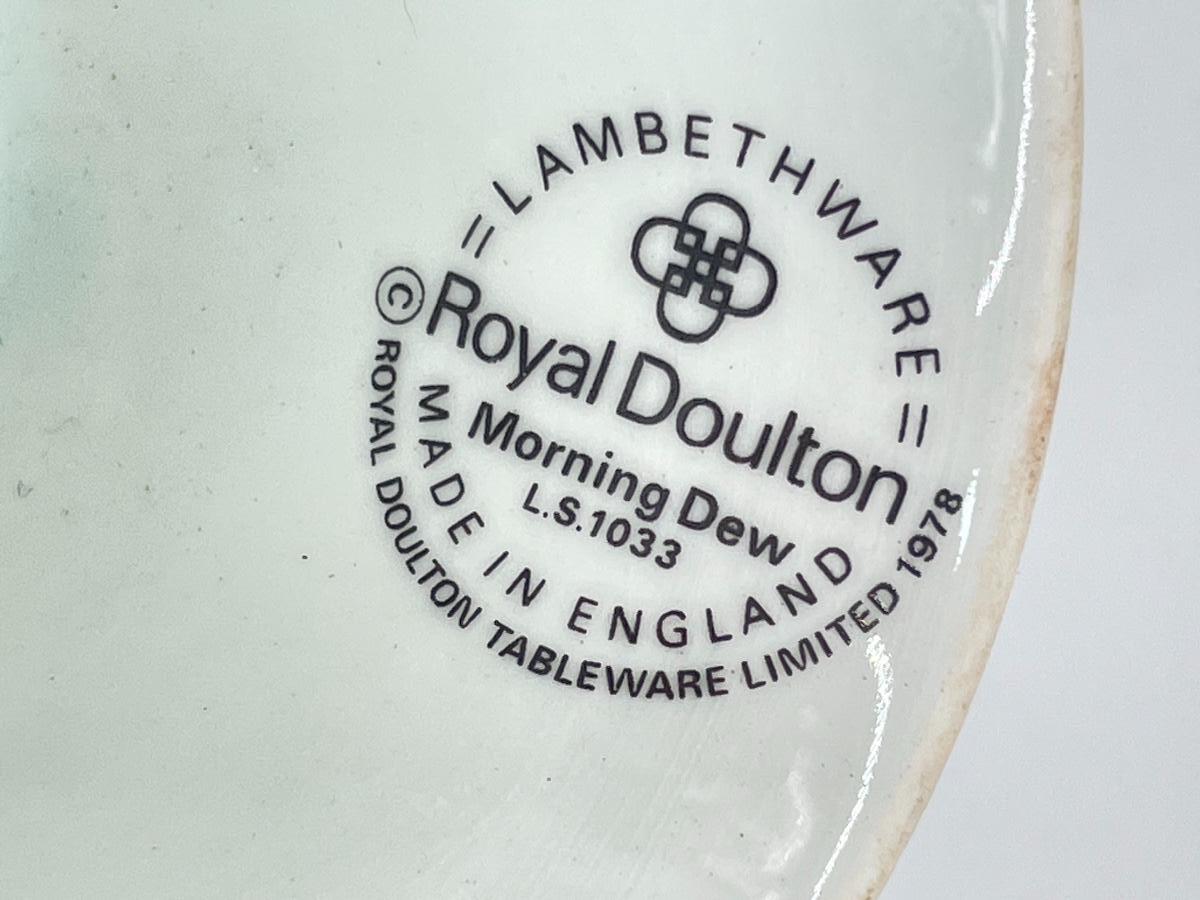 =LAMBETHWARE=
Royal Doulton
Morning Dew
L.S.1033
MADE IN ENGLAND
© ROYAL DOULTON TABLEWARE LIMITED 1978